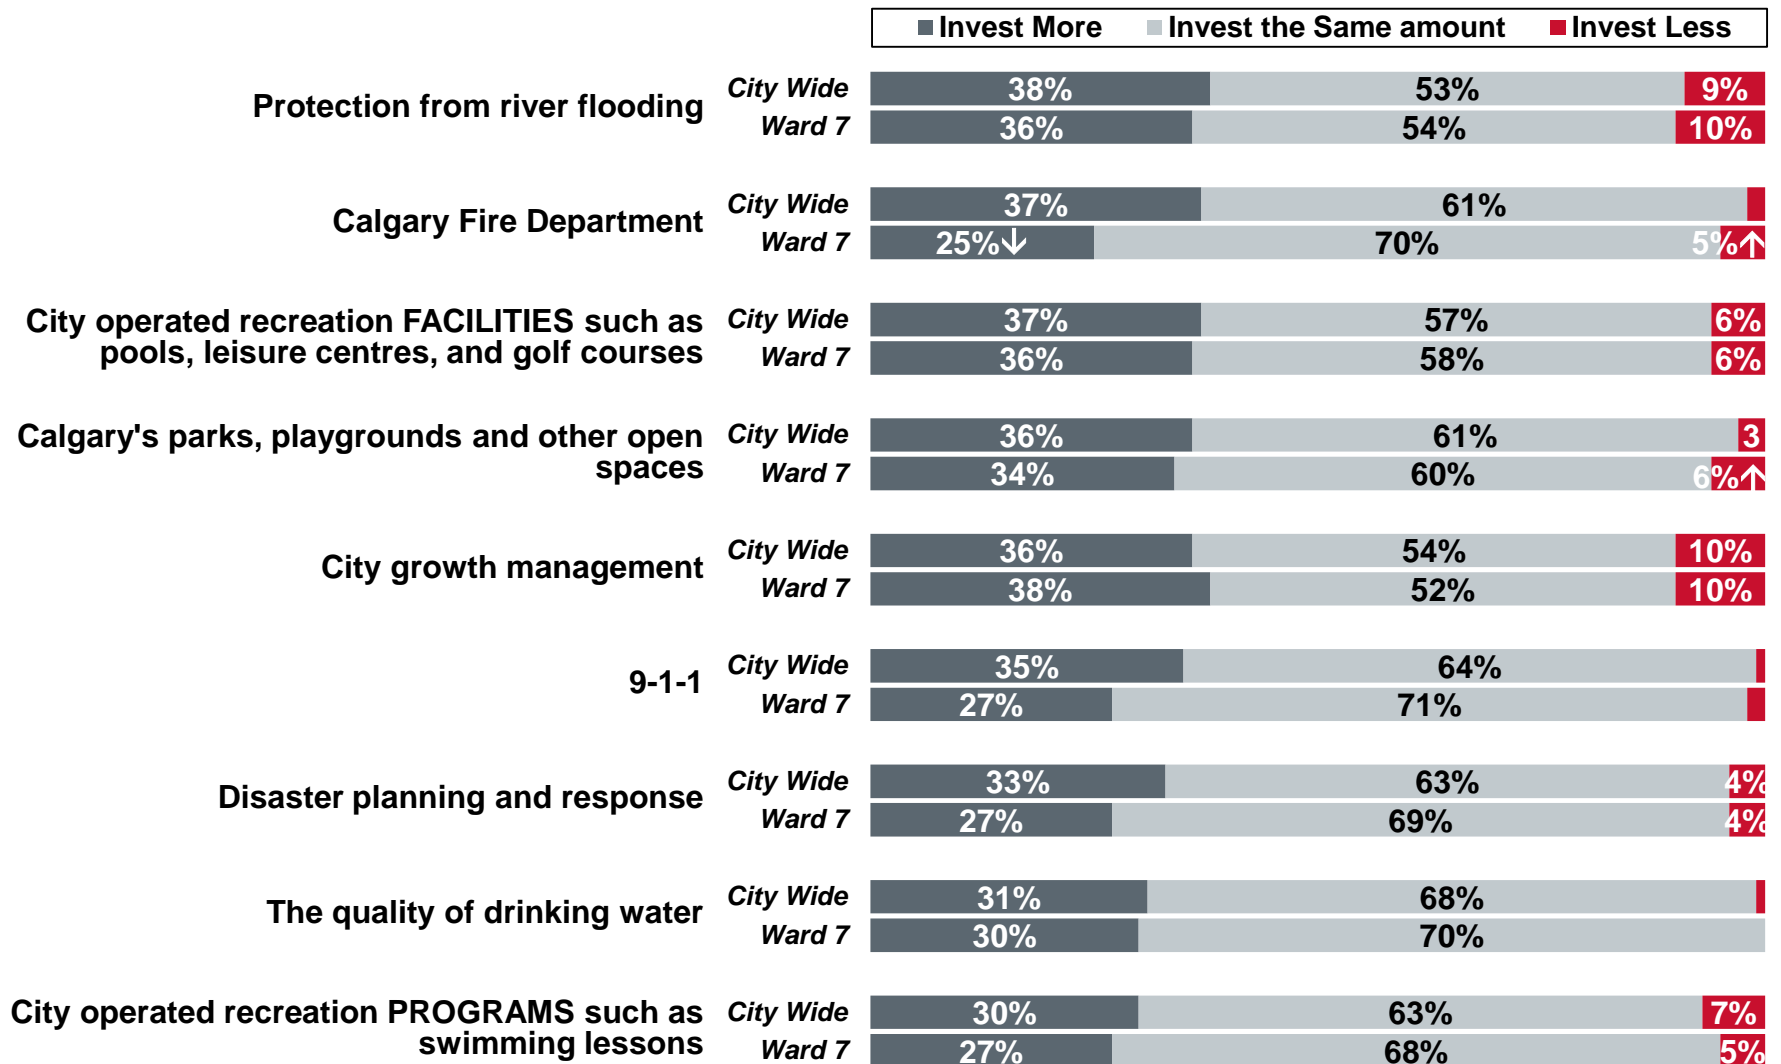 Invest More Invest the Same amount Invest Less
Protection from river flooding
City Wide 38% 53% 9%
Ward 7 36% 54% 10%
Calgary Fire Department
City Wide 37% 61%
Ward 7 25%↓ 70% 5%↑
City operated recreation FACILITIES such as
pools, leisure centres, and golf courses
City Wide 37% 57% 6%
Ward 7 36% 58% 6%
Calgary's parks, playgrounds and other open
spaces
City Wide 36% 61% 3
Ward 7 34% 60% 6%↑
City growth management
City Wide 36% 54% 10%
Ward 7 38% 52% 10%
9-1-1
City Wide 35% 64%
Ward 7 27% 71%
Disaster planning and response
City Wide 33% 63% 4%
Ward 7 27% 69% 4%
The quality of drinking water
City Wide 31% 68%
Ward 7 30% 70%
City operated recreation PROGRAMS such as
swimming lessons
City Wide 30% 63% 7%
Ward 7 27% 68% 5%